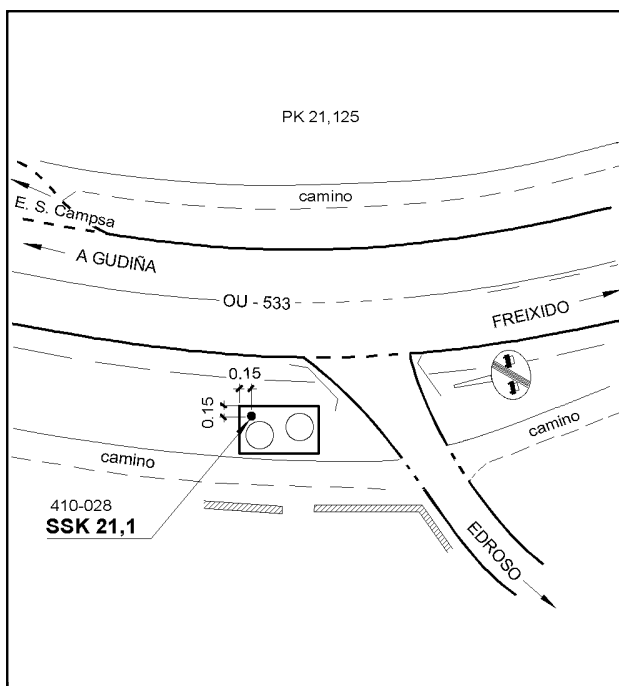 PK 21,125
camino
E. S. Campsa
A GUDIÑA
OU - 533
FREIXIDO
0.15
0.15
camino
camino
410-028
SSK 21,1
EDROSO